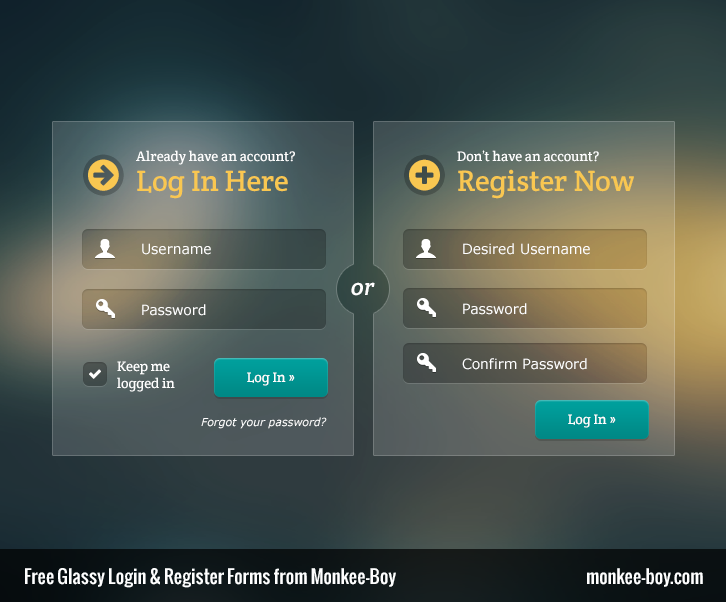 Already have an account?
Log In Here
Username
Password
Keep me
logged in
Log In »
Forgot your password?
or
Don't have an account?
Register Now
Desired Username
Password
Confirm Password
Log In »
Free Glassy Login & Register Forms from Monkee-Boy
monkee-boy.com